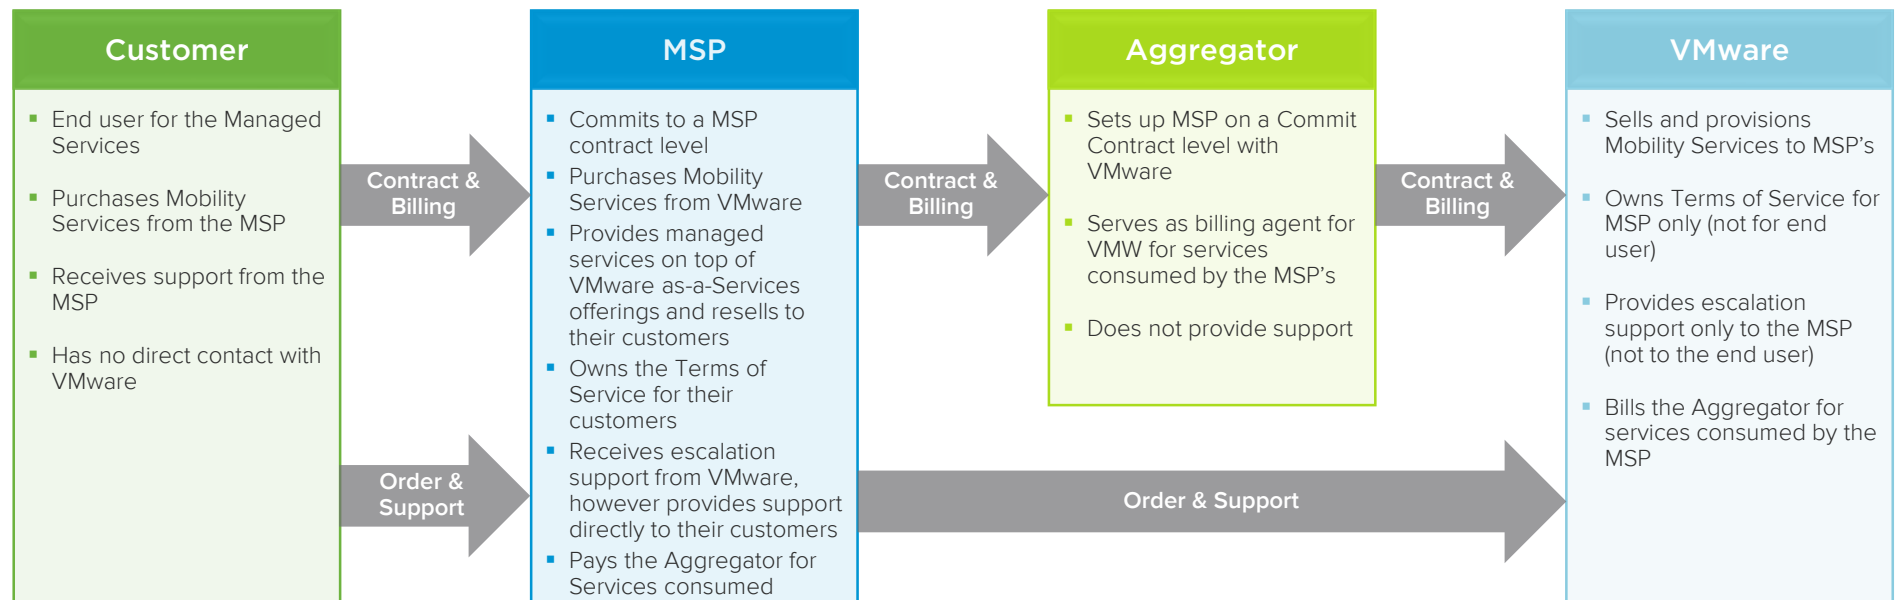 Customer
▪ End user for the Managed
Services
▪ Purchases Mobility
Services from the MSP
▪ Receives support from the
MSP
▪ Has no direct contact with
VMware
Contract &
Billing
Order &
Support
MSP
▪ Commits to a MSP
contract level
▪ Purchases Mobility
Services from VMware
▪ Provides managed
services on top of
VMware as-a-Services
offerings and resells to
their customers
▪ Owns the Terms of
Service for their
customers
▪ Receives escalation
support from VMware,
however provides support
directly to their customers
▪ Pays the Aggregator for
Services consumed
Contract &
Billing
Order & Support
Aggregator
▪ Sets up MSP on a Commit
Contract level with
VMware
▪ Serves as billing agent for
VMW for services
consumed by the MSP's
▪ Does not provide support
Contract &
Billing
VMware
▪ Sells and provisions
Mobility Services to MSP's
▪ Owns Terms of Service for
MSP only (not for end
user)
▪ Provides escalation
support only to the MSP
(not to the end user)
▪ Bills the Aggregator for
services consumed by the
MSP